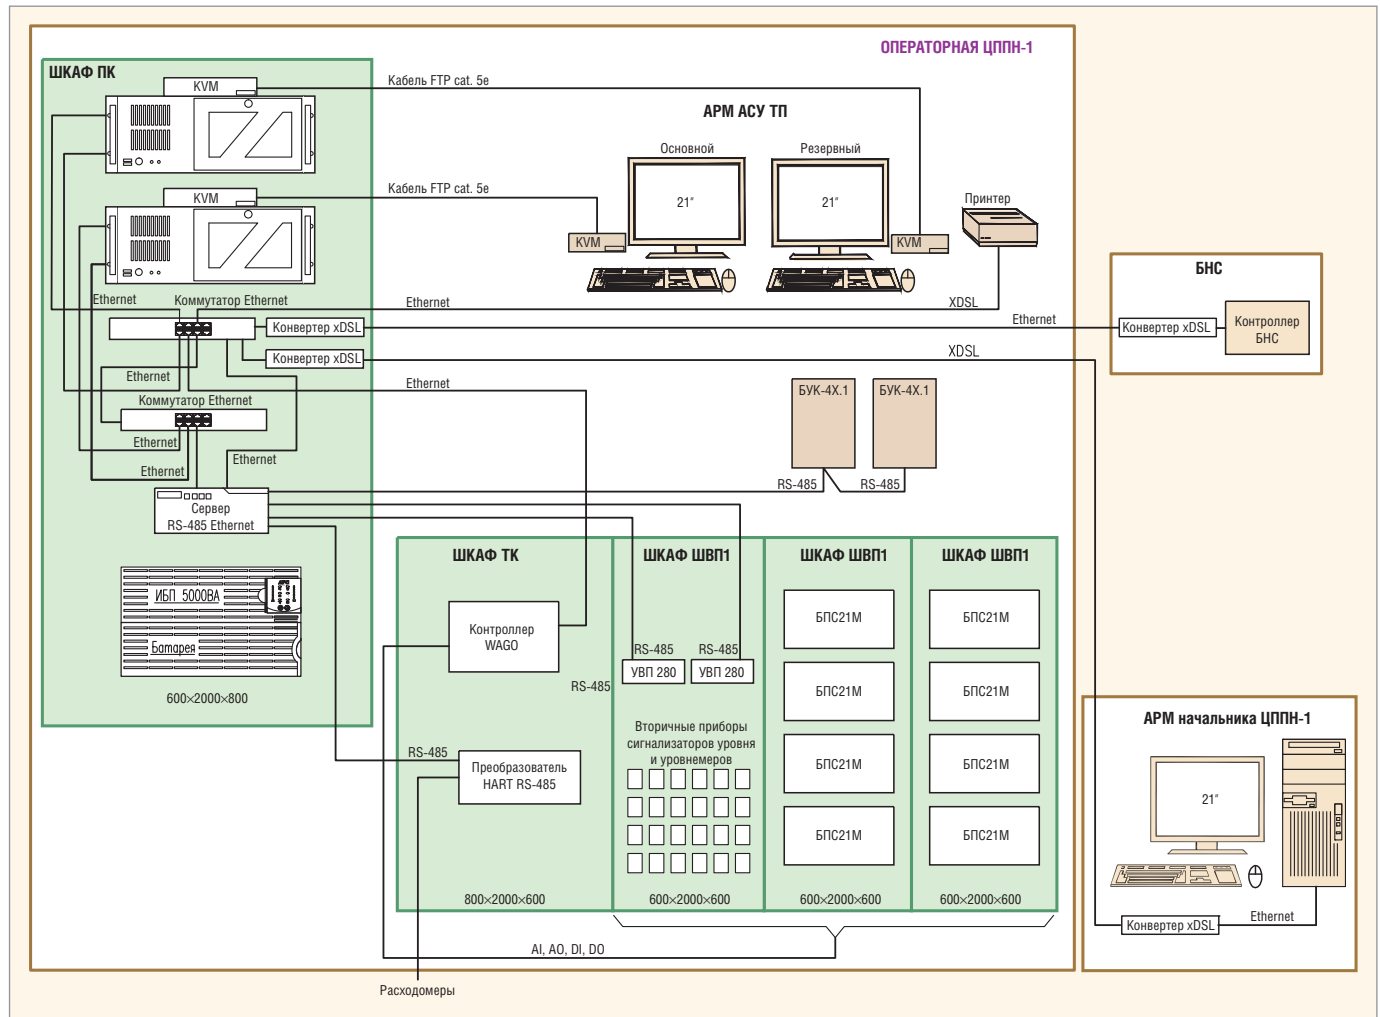 ОПЕРАТОРНАЯ ЦППН-1
ШКАФ ПК
KVM
Кабель FTP cat. 5e
АРМ АСУ ТП
Основной
Резервный
KVM
Кабель FTP cat. 5e
21"
21"
Принтер
KVM
KVM
БНС
Ethernet
Коммутатор Ethernet
Ethernet
XDSL
Ethernet
Конвертер xDSL
Конвертер xDSL
Контроллер
БНС
Конвертер xDSL
XDSL
Ethernet
Ethernet
БУК-4Х.1
БУК-4Х.1
Коммутатор Ethernet
Ethernet
Ethernet
Ethernet
RS-485
RS-485
Сервер
RS-485 Ethernet
ШКАФ ТК
ШКАФ ШВП1
ШКАФ ШВП1
ШКАФ ШВП1
ИБП 5000ВА
Батарея
600×2000×800
Контроллер
WAGO
RS-485
RS-485
УВП 280
УВП 280
RS-485
БПС21М
БПС21М
БПС21М
БПС21М
БПС21М
БПС21М
БПС21М
БПС21М
Вторичные приборы
сигнализаторов уровня
и уровнемеров
RS-485
Преобразователь
HART RS-485
800×2000×600
600×2000×600
600×2000×600
600×2000×600
АРМ начальника ЦППН-1
21"
Ethernet
Конвертер xDSL
AI, AO, DI, DO
Расходомеры